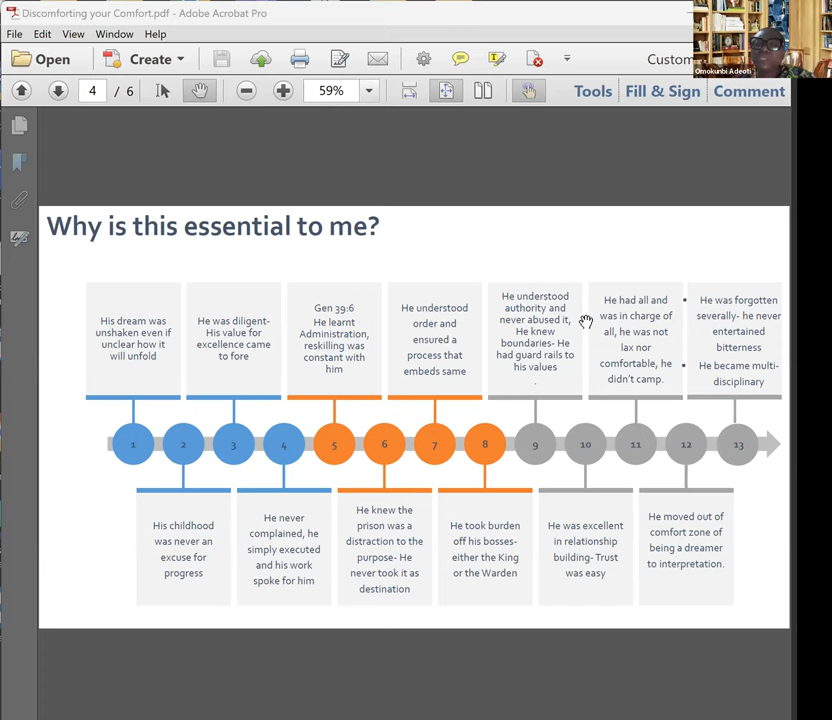 Discomforting your Comfort.pdf - Adobe Acrobat Pro
File Edit View Window Help
Open Create Custom
4 / 6 59% Tools Fill & Sign Comment
Omokunbi Adeoti
Why is this essential to me?
His dream was
unshaken even if
unclear how it
will unfold
He was diligent-
His value for
excellence came
to fore
Gen 39:6
He learnt
Administration,
reskilling was
constant with
him
He understood
order and
ensured a
process that
embeds same
He understood
authority and
never abused it,
He knew
boundaries- He
had guard rails to
his values
.
He had all and
was in charge of
all, he was not
lax nor
comfortable, he
didn't camp.
▪ He was forgotten
severally- he never
entertained
bitterness
▪ He became multi-
disciplinary
1 2 3 4 5 6 7 8 9 10 11 12 13
His childhood
was never an
excuse for
progress
He never
complained, he
simply executed
and his work
spoke for him
He knew the
prison was a
distraction to the
purpose- He
never took it as
destination
He took burden
off his bosses-
either the King
or the Warden
He was excellent
in relationship
building- Trust
was easy
He moved out of
comfort zone of
being a dreamer
to interpretation.